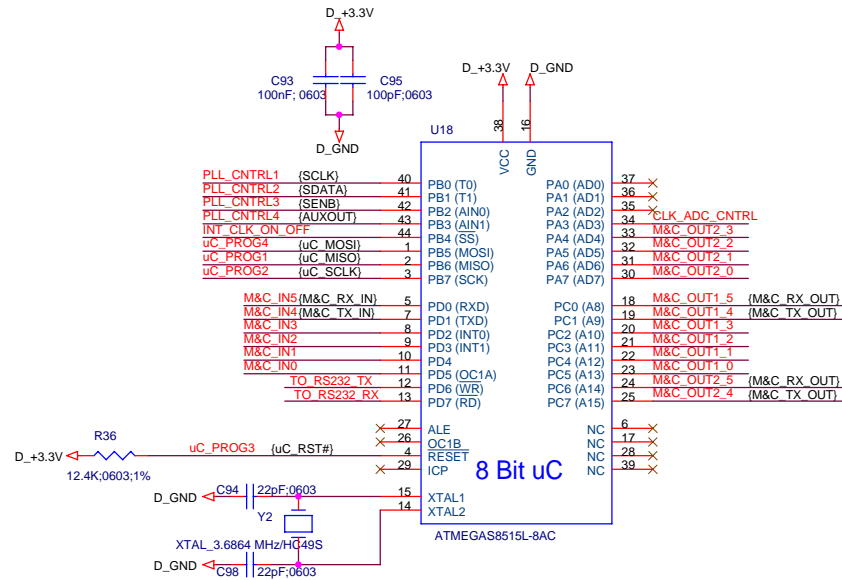 D_+3.3V
C93
C95
100nF; 0603
100pF;0603
D_GND
D_+3.3V
D_GND
U18
38
16
VCC
GND
PLL_CNTRL1 {SCLK} 40 PB0 (T0)
PLL_CNTRL2 {SDATA} 41 PB1 (T1)
PLL_CNTRL3 {SENB} 42 PB2 (AIN0)
PLL_CNTRL4 {AUXOUT} 43 PB3 (AIN1)
INT_CLK_ON_OFF 44 PB4 (SS)
uC_PROG4 {uC_MOSI} 1 PB5 (MOSI)
uC_PROG1 {uC_MISO} 2 PB6 (MISO)
uC_PROG2 {uC_SCLK} 3 PB7 (SCK)
PA0 (AD0) 37
PA1 (AD1) 36
PA2 (AD2) 35
PA3 (AD3) 34 CLK_ADC_CNTRL
PA4 (AD4) 33 M&C_OUT2_3
PA5 (AD5) 32 M&C_OUT2_2
PA6 (AD6) 31 M&C_OUT2_1
PA7 (AD7) 30 M&C_OUT2_0
M&C_IN5 {M&C_RX_IN} 5 PD0 (RXD)
M&C_IN4 {M&C_TX_IN} 7 PD1 (TXD)
M&C_IN3 8 PD2 (INT0)
M&C_IN2 9 PD3 (INT1)
M&C_IN1 10 PD4
M&C_IN0 11 PD5 (OC1A)
TO_RS232_TX 12 PD6 (WR)
TO_RS232_RX 13 PD7 (RD)
PC0 (A8) 18 M&C_OUT1_5 {M&C_RX_OUT}
PC1 (A9) 19 M&C_OUT1_4 {M&C_TX_OUT}
PC2 (A10) 20 M&C_OUT1_3
PC3 (A11) 21 M&C_OUT1_2
PC4 (A12) 22 M&C_OUT1_1
PC5 (A13) 23 M&C_OUT1_0
PC6 (A14) 24 M&C_OUT2_5 {M&C_RX_OUT}
PC7 (A15) 25 M&C_OUT2_4 {M&C_TX_OUT}
27 ALE
26 OC1B
D_+3.3V R36 uC_PROG3 {uC_RST#} 4 RESET
12.4K;0603;1%
29 ICP
NC 6
NC 17
NC 28
NC 39
8 Bit uC
D_GND C94 22pF;0603 15 XTAL1
14 XTAL2
Y2
XTAL_3.6864 MHz/HC49S
D_GND C98 22pF;0603
ATMEGAS8515L-8AC